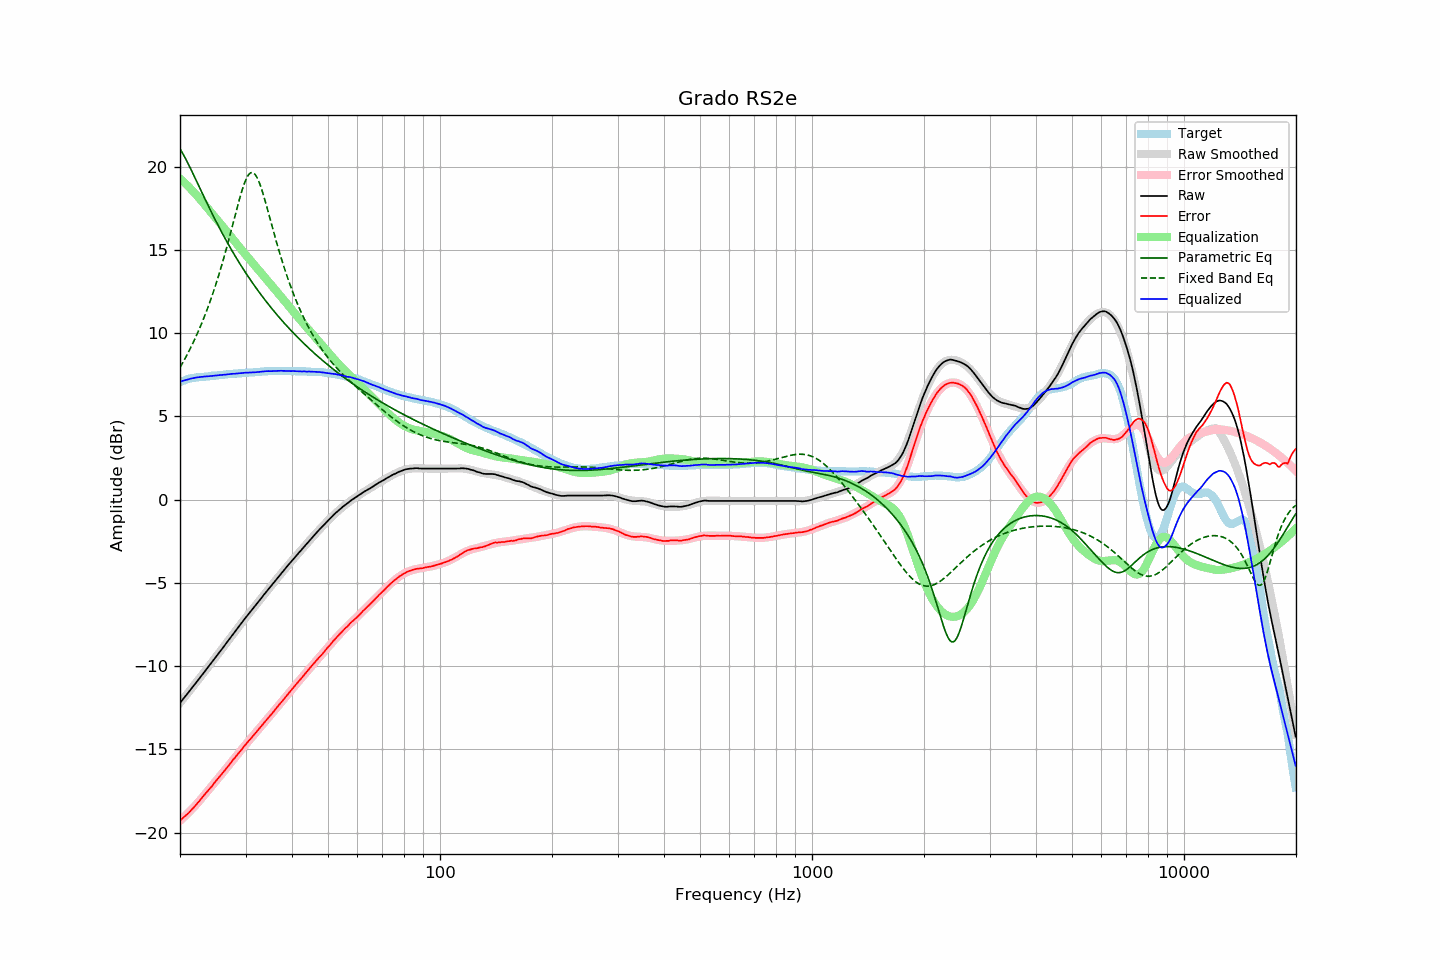 Grado RS2e
Target
Raw Smoothed
Error Smoothed
Raw
Error
Equalization
Parametric Eq
Fixed Band Eq
Equalized
Amplitude (dBr)
20
15
10
5
0
−5
−10
−15
−20
100
1000
10000
Frequency (Hz)